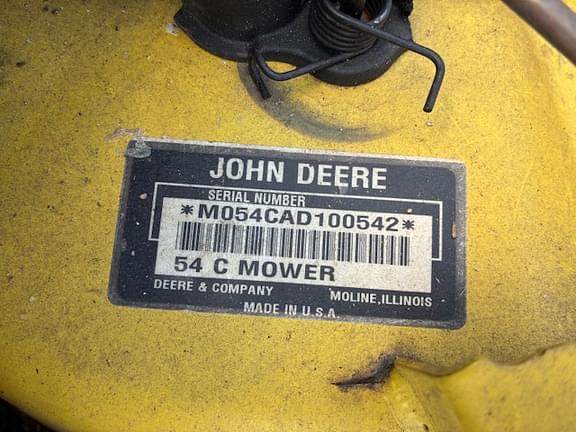 JOHN DEERE
SERIAL NUMBER
*M054CAD100542*
54 C MOWER
DEERE & COMPANY MOLINE, ILLINOIS
MADE IN U.S.A.